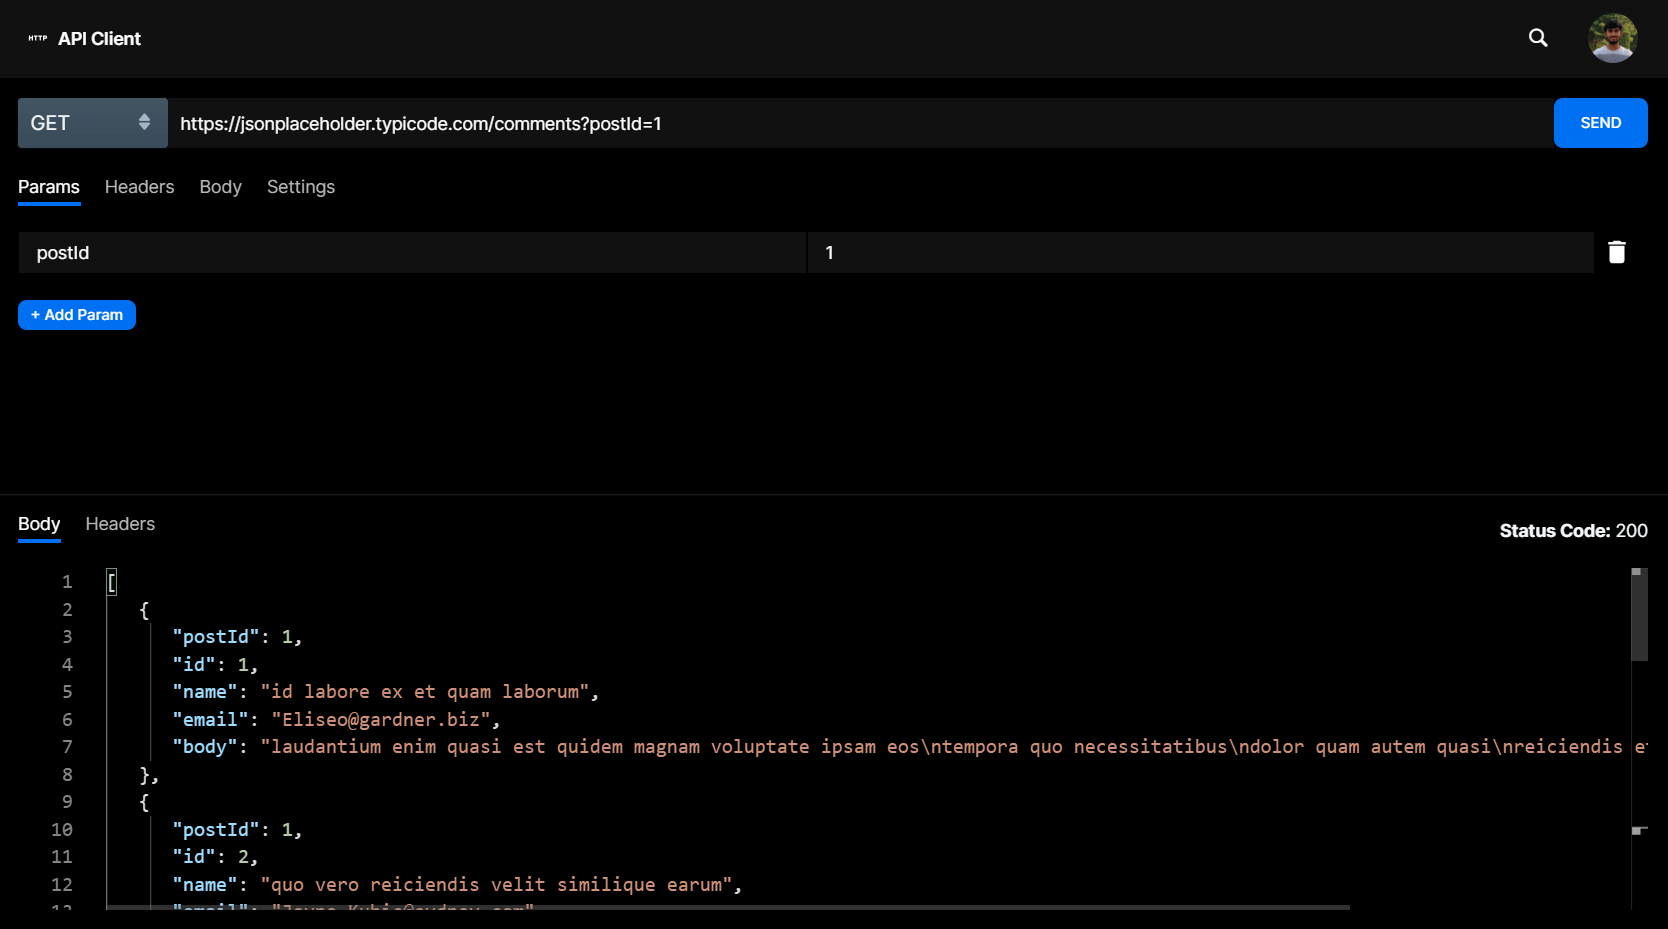 HTTP API Client
GET https://jsonplaceholder.typicode.com/comments?postId=1 SEND
Params Headers Body Settings
postId 1
+ Add Param
Body Headers
Status Code: 200
1 [
2 {
3 "postId": 1,
4 "id": 1,
5 "name": "id labore ex et quam laborum",
6 "email": "Eliseo@gardner.biz",
7 "body": "laudantium enim quasi est quidem magnam voluptate ipsam eos\ntempora quo necessitatibus\ndolor quam autem quasi\nreiciendis
8 },
9 {
10 "postId": 1,
11 "id": 2,
12 "name": "quo vero reiciendis velit similique earum",
13 "email": "Jayne_Kuhic@sydney.com"